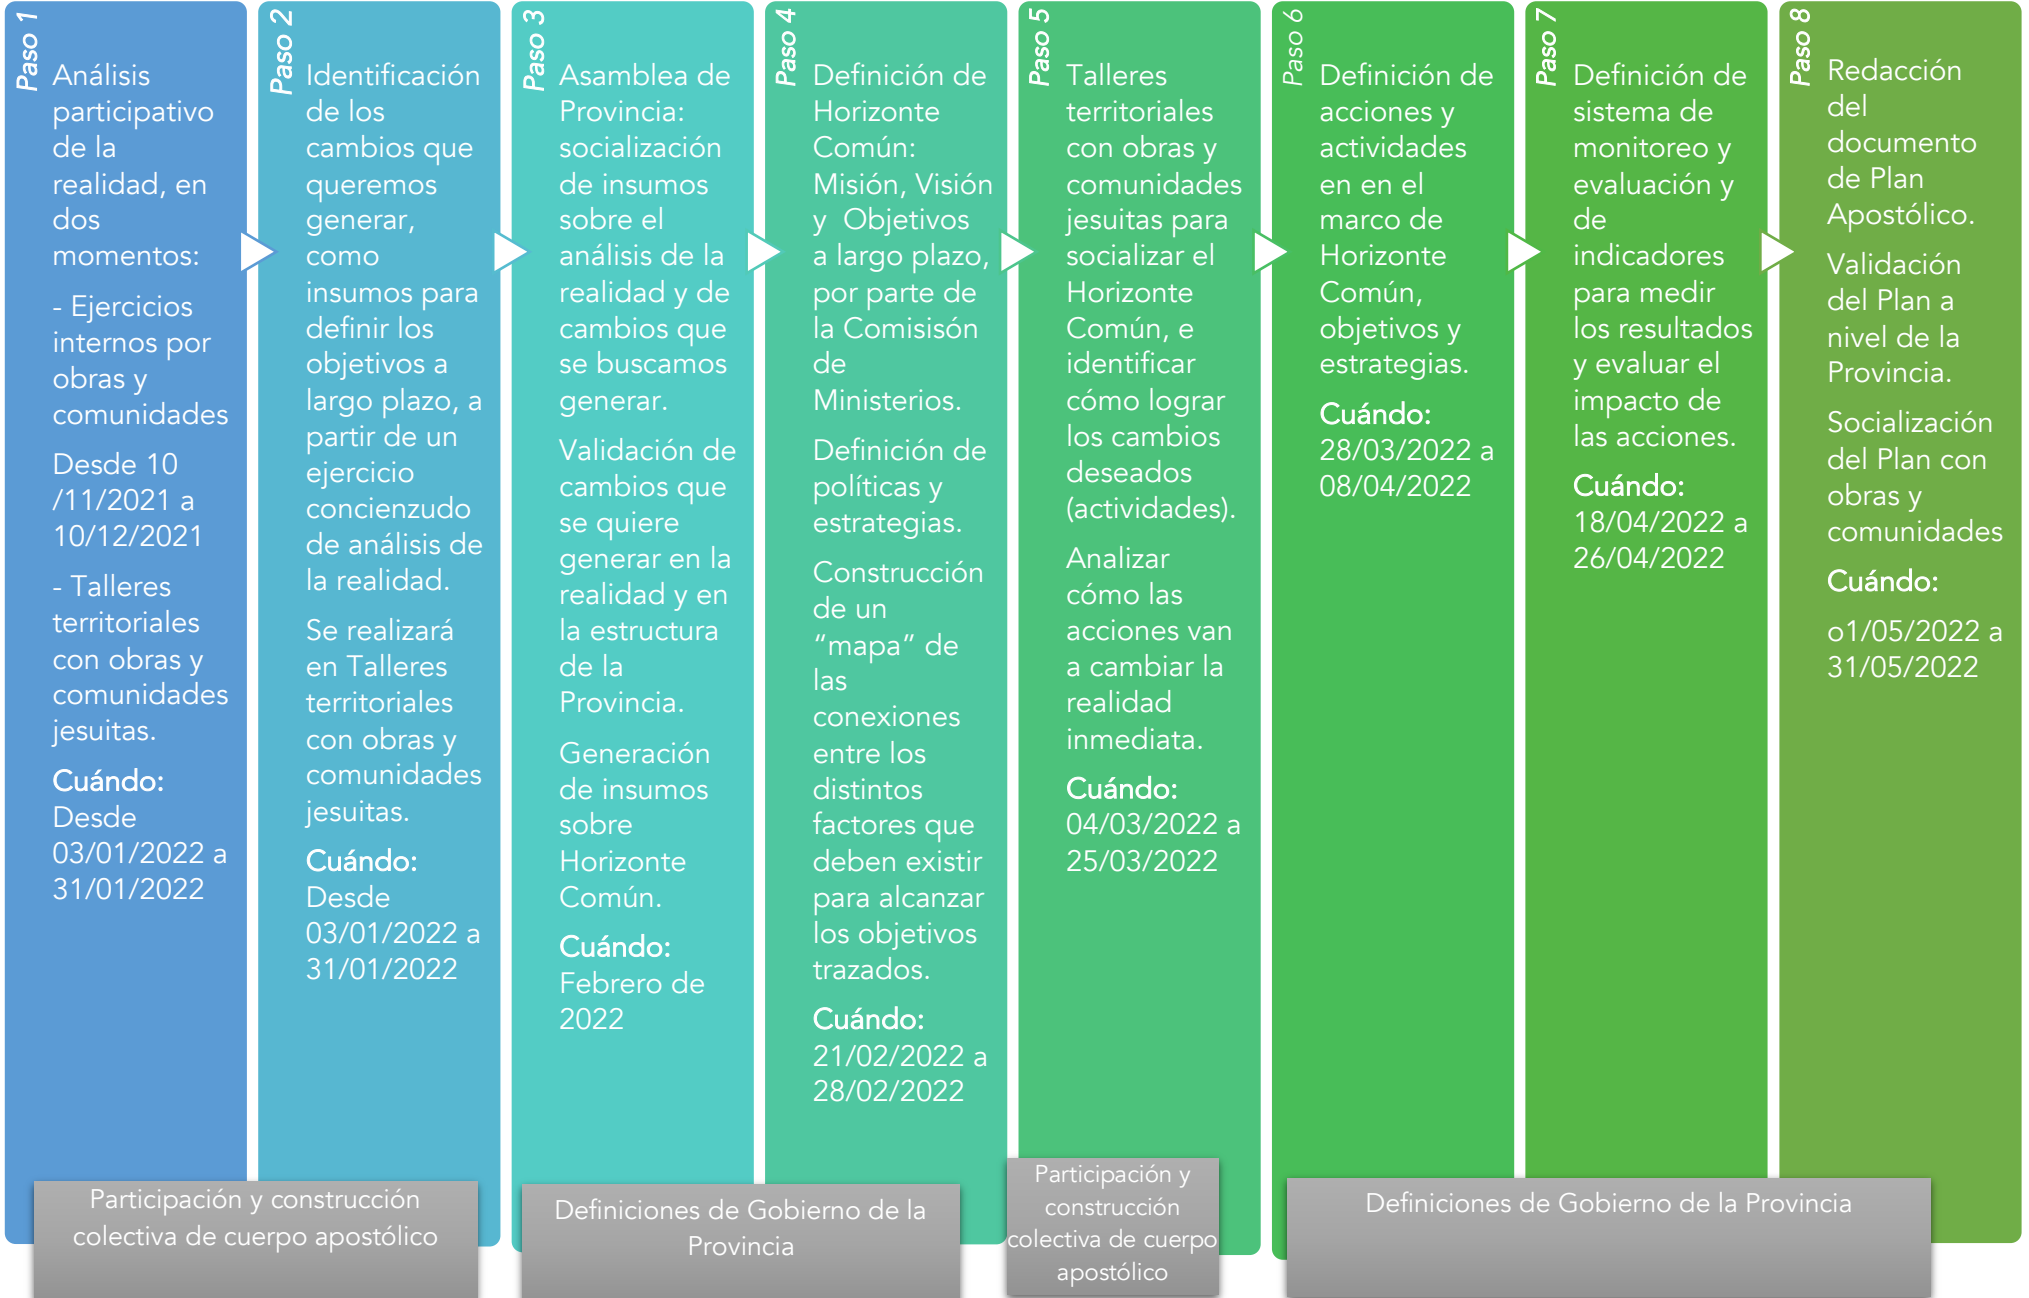 Paso 1
Análisis
participativo
de la
realidad, en
dos
momentos:
- Ejercicios
internos por
obras y
comunidades
Desde 10
/11/2021 a
10/12/2021
- Talleres
territoriales
con obras y
comunidades
jesuitas.
Cuándo:
Desde
03/01/2022 a
31/01/2022
Paso 2
Identificación
de los
cambios que
queremos
generar,
como
insumos para
definir los
objetivos a
largo plazo, a
partir de un
ejercicio
concienzudo
de análisis de
la realidad.
Se realizará
en Talleres
territoriales
con obras y
comunidades
jesuitas.
Cuándo:
Desde
03/01/2022 a
31/01/2022
Paso 3
Asamblea de
Provincia:
socialización
de insumos
sobre el
análisis de la
realidad y de
cambios que
se buscamos
generar.
Validación de
cambios que
se quiere
generar en la
realidad y en
la estructura
de la
Provincia.
Generación
de insumos
sobre
Horizonte
Común.
Cuándo:
Febrero de
2022
Paso 4
Definición de
Horizonte
Común:
Misión, Visión
y  Objetivos
a largo plazo,
por parte de
la Comisisón
de
Ministerios.
Definición de
políticas y
estrategias.
Construcción
de un
“mapa” de
las
conexiones
entre los
distintos
factores que
deben existir
para alcanzar
los objetivos
trazados.
Cuándo:
21/02/2022 a
28/02/2022
Paso 5
Talleres
territoriales
con obras y
comunidades
jesuitas para
socializar el
Horizonte
Común, e
identificar
cómo lograr
los cambios
deseados
(actividades).
Analizar
cómo las
acciones van
a cambiar la
realidad
inmediata.
Cuándo:
04/03/2022 a
25/03/2022
Paso 6
Definición de
acciones y
actividades
en en el
marco de
Horizonte
Común,
objetivos y
estrategias.
Cuándo:
28/03/2022 a
08/04/2022
Paso 7
Definición de
sistema de
monitoreo y
evaluación y
de
indicadores
para medir
los resultados
y evaluar el
impacto de
las acciones.
Cuándo:
18/04/2022 a
26/04/2022
Paso 8
Redacción
del
documento
de Plan
Apostólico.
Validación
del Plan a
nivel de la
Provincia.
Socialización
del Plan con
obras y
comunidades
Cuándo:
o1/05/2022 a
31/05/2022
Participación y construcción
colectiva de cuerpo apostólico
Definiciones de Gobierno de la
Provincia
Participación y
construcción
colectiva de cuerpo
apostólico
Definiciones de Gobierno de la Provincia